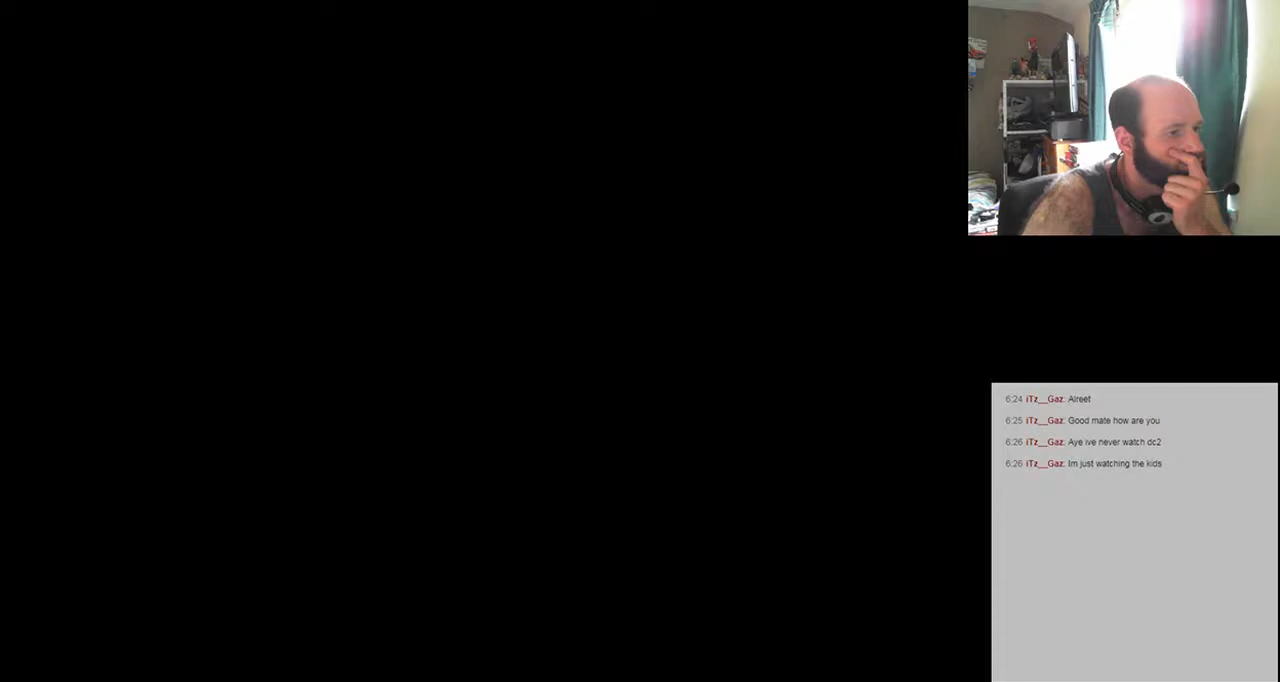 6:24 iTz__Gaz: Alreet
6:25 iTz__Gaz: Good mate how are you
6:26 iTz__Gaz: Aye ive never watch dc2
6:26 iTz__Gaz: Im just watching the kids